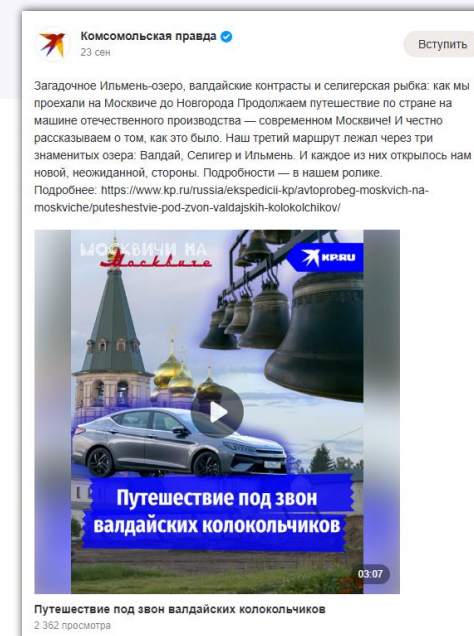 Комсомольская правда
23 сен
Вступить
Загадочное Ильмень-озеро, валдайские контрасты и селигерская рыбка: как мы
проехали на Москвиче до Новгорода Продолжаем путешествие по стране на
машине отечественного производства — современном Москвиче! И честно
рассказываем о том, как это было. Наш третий маршрут лежал через три
знаменитых озера: Валдай, Селигер и Ильмень. И каждое из них открылось нам
новой, неожиданной, стороны. Подробности — в нашем ролике.
Подробнее: https://www.kp.ru/russia/ekspedicii-kp/avtoprobeg-moskvich-na-
moskviche/puteshestvie-pod-zvon-valdajskih-kolokolchikov/
МОСКВИЧИ НА
Москвиче
KP.RU
Путешествие под звон
валдайских колокольчиков
03:07
Путешествие под звон валдайских колокольчиков
2 362 просмотра